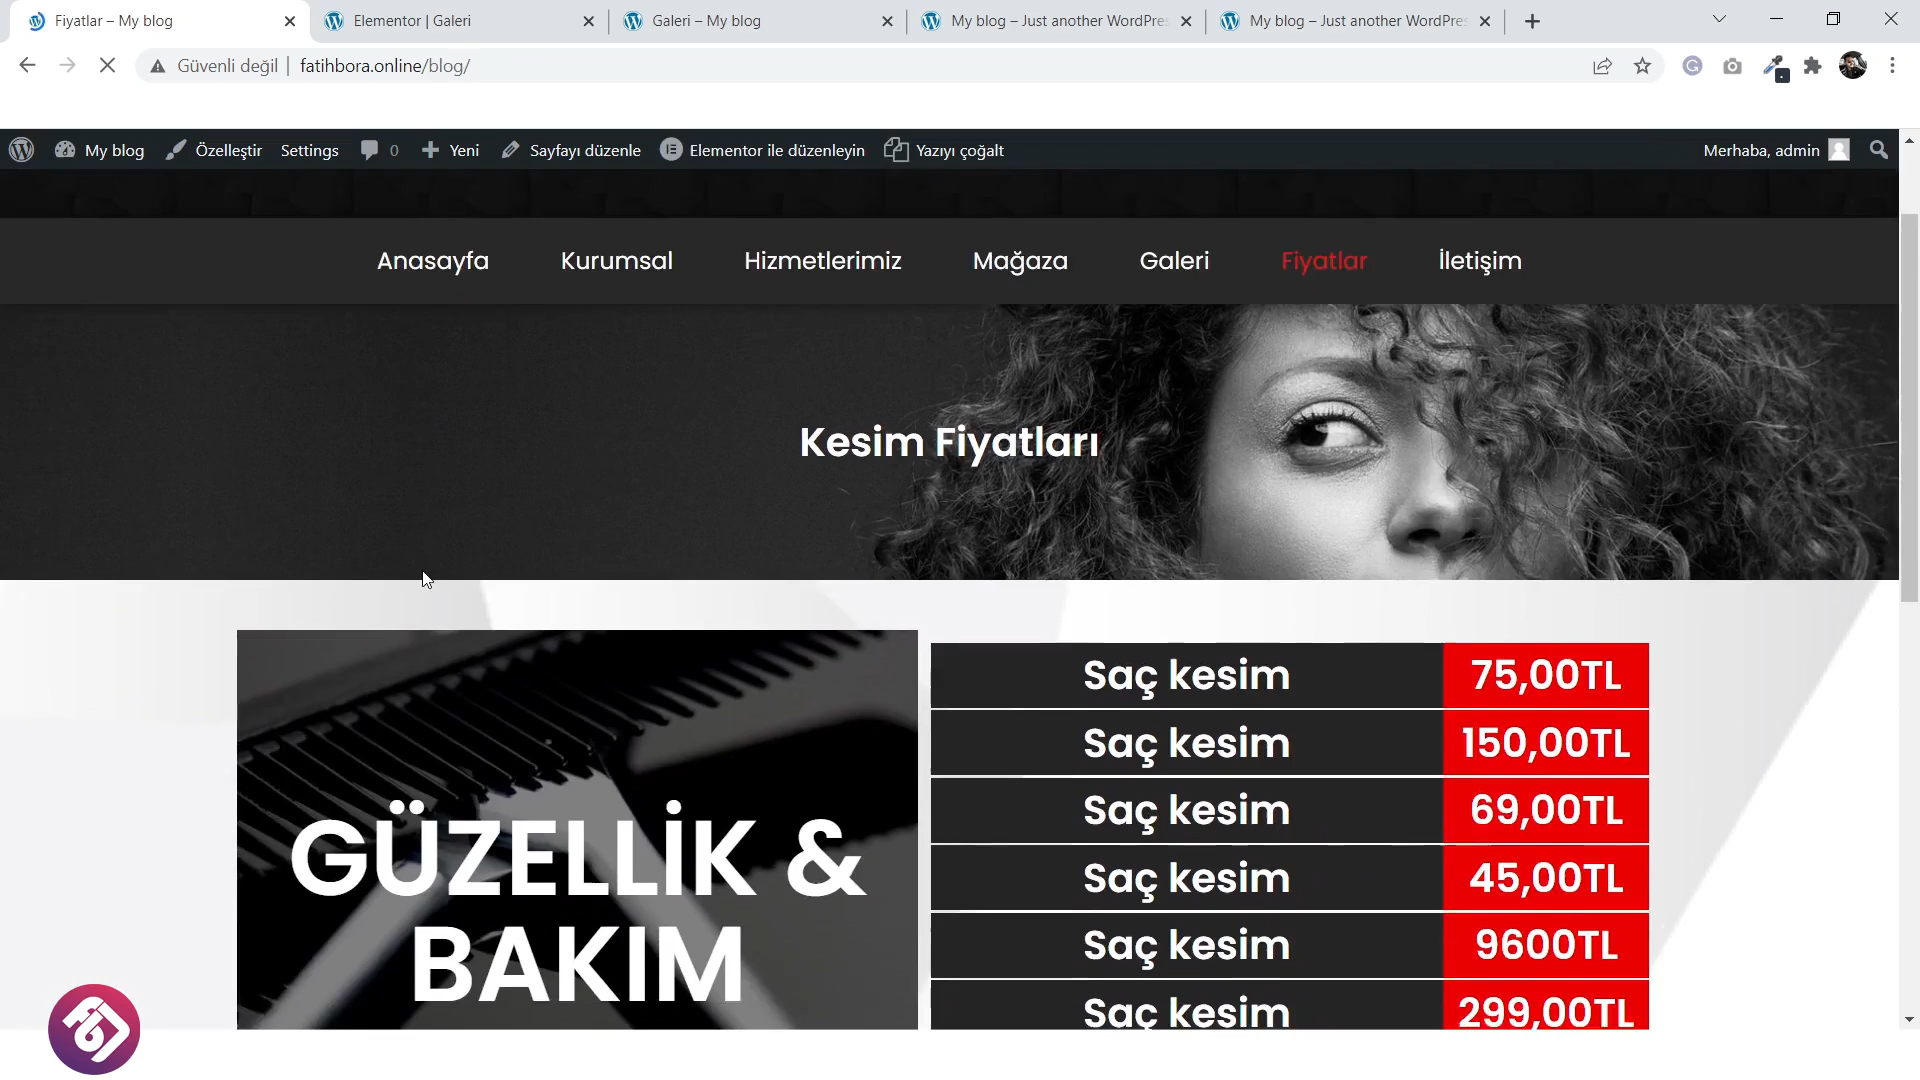 Fiyatlar – My blog
Elementor | Galeri
Galeri – My blog
My blog – Just another WordPres
My blog – Just another WordPres
Güvenli değil | fatihbora.online/blog/
My blog
Özelleştir
Settings
0
Yeni
Sayfayı düzenle
Elementor ile düzenleyin
Yazıyı çoğalt
Merhaba, admin
Anasayfa
Kurumsal
Hizmetlerimiz
Mağaza
Galeri
Fiyatlar
İletişim
Kesim Fiyatları
GÜZELLİK &
BAKIM
Saç kesim 75,00TL
Saç kesim 150,00TL
Saç kesim 69,00TL
Saç kesim 45,00TL
Saç kesim 9600TL
Saç kesim 299,00TL